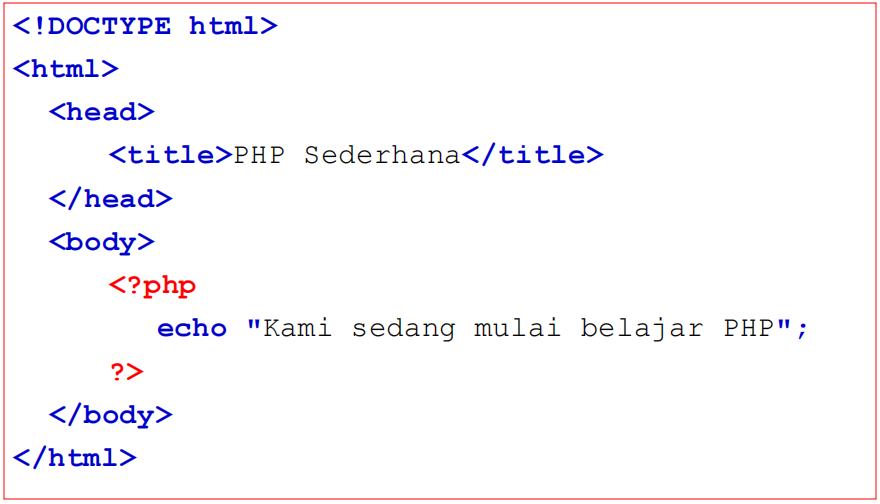 <!DOCTYPE html>
<html>
<head>
<title>PHP Sederhana</title>
</head>
<body>
<?php
echo "Kami sedang mulai belajar PHP";
?>
</body>
</html>